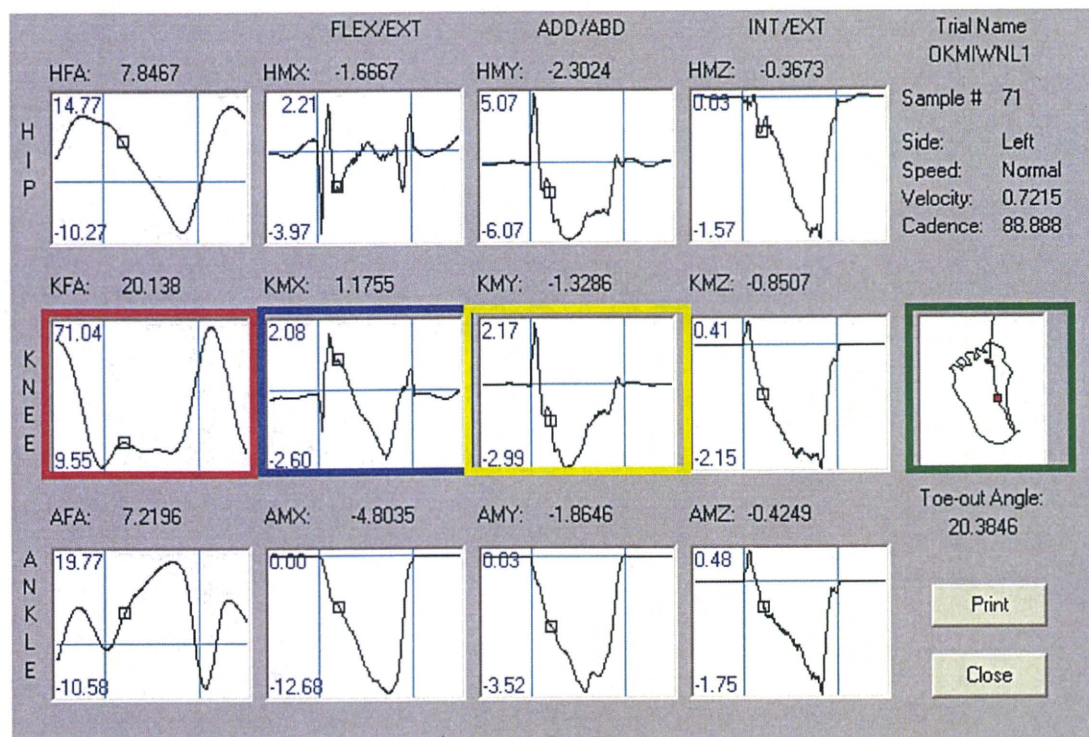 FLEX/EXT ADD/ABD INT/EXT Trial Name
OKMIWNL1
HFA: 7.8467 HMX: -1.6667 HMY: -2.3024 HMZ: -0.3673
HIP
14.77 2.21 5.07 0.03
-10.27 -3.97 -6.07 -1.57
Sample # 71
Side: Left
Speed: Normal
Velocity: 0.7215
Cadence: 88.888
KFA: 20.138 KMX: 1.1755 KMY: -1.3286 KMZ: -0.8507
KNEE
71.04 2.08 2.17 0.41
9.55 -2.60 -2.99 -2.15
Toe-out Angle:
20.3846
AFA: 7.2196 AMX: -4.8035 AMY: -1.8646 AMZ: -0.4249
ANKLE
19.77 0.00 0.03 0.48
-10.58 -12.68 -3.52 -1.75
Print
Close